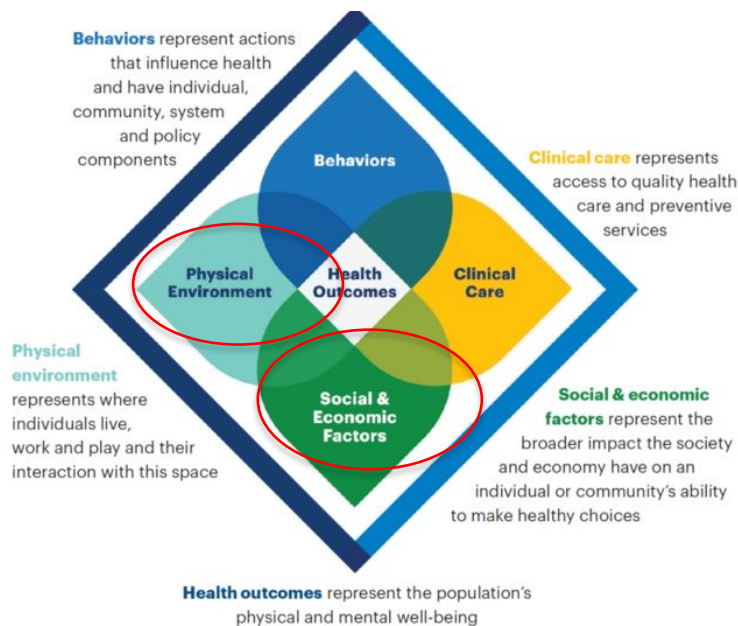 Behaviors represent actions
that influence health
and have individual,
community, system
and policy
components
Behaviors
Clinical care represents
access to quality health
care and preventive
services
Physical
Environment
Health
Outcomes
Clinical
Care
Physical
environment
represents where
individuals live,
work and play and their
interaction with this space
Social &
Economic
Factors
Social & economic
factors represent the
broader impact the society
and economy have on an
individual or community's ability
to make healthy choices
Health outcomes represent the population's
physical and mental well-being